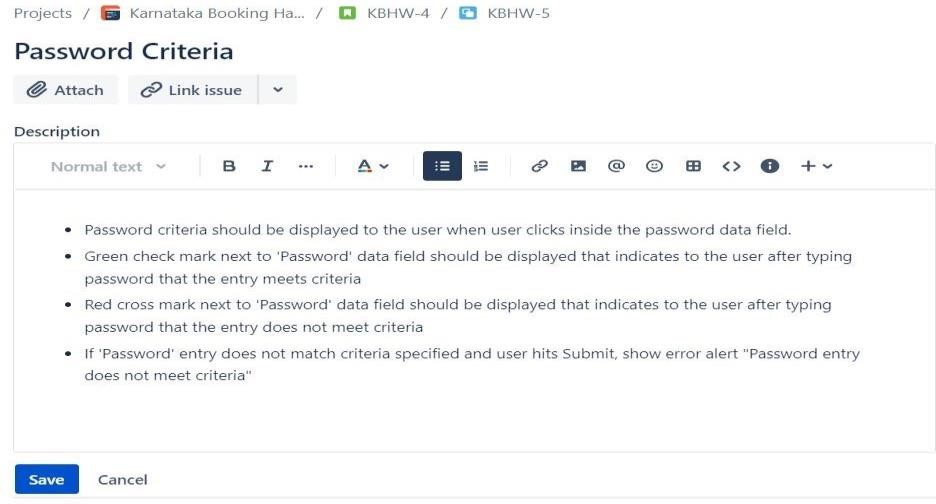 Projects / Karnataka Booking Ha... / KBHW-4 / KBHW-5
Password Criteria
Attach Link issue
Description
Normal text B I ... A @ <> i +
• Password criteria should be displayed to the user when user clicks inside the password data field.
• Green check mark next to 'Password' data field should be displayed that indicates to the user after typing
password that the entry meets criteria
• Red cross mark next to 'Password' data field should be displayed that indicates to the user after typing
password that the entry does not meet criteria
• If 'Password' entry does not match criteria specified and user hits Submit, show error alert "Password entry
does not meet criteria"
Save Cancel